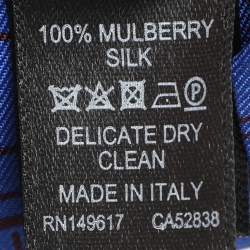 100% MULBERRY
SILK
P
DELICATE DRY
CLEAN
MADE IN ITALY
RN149617 CA52838